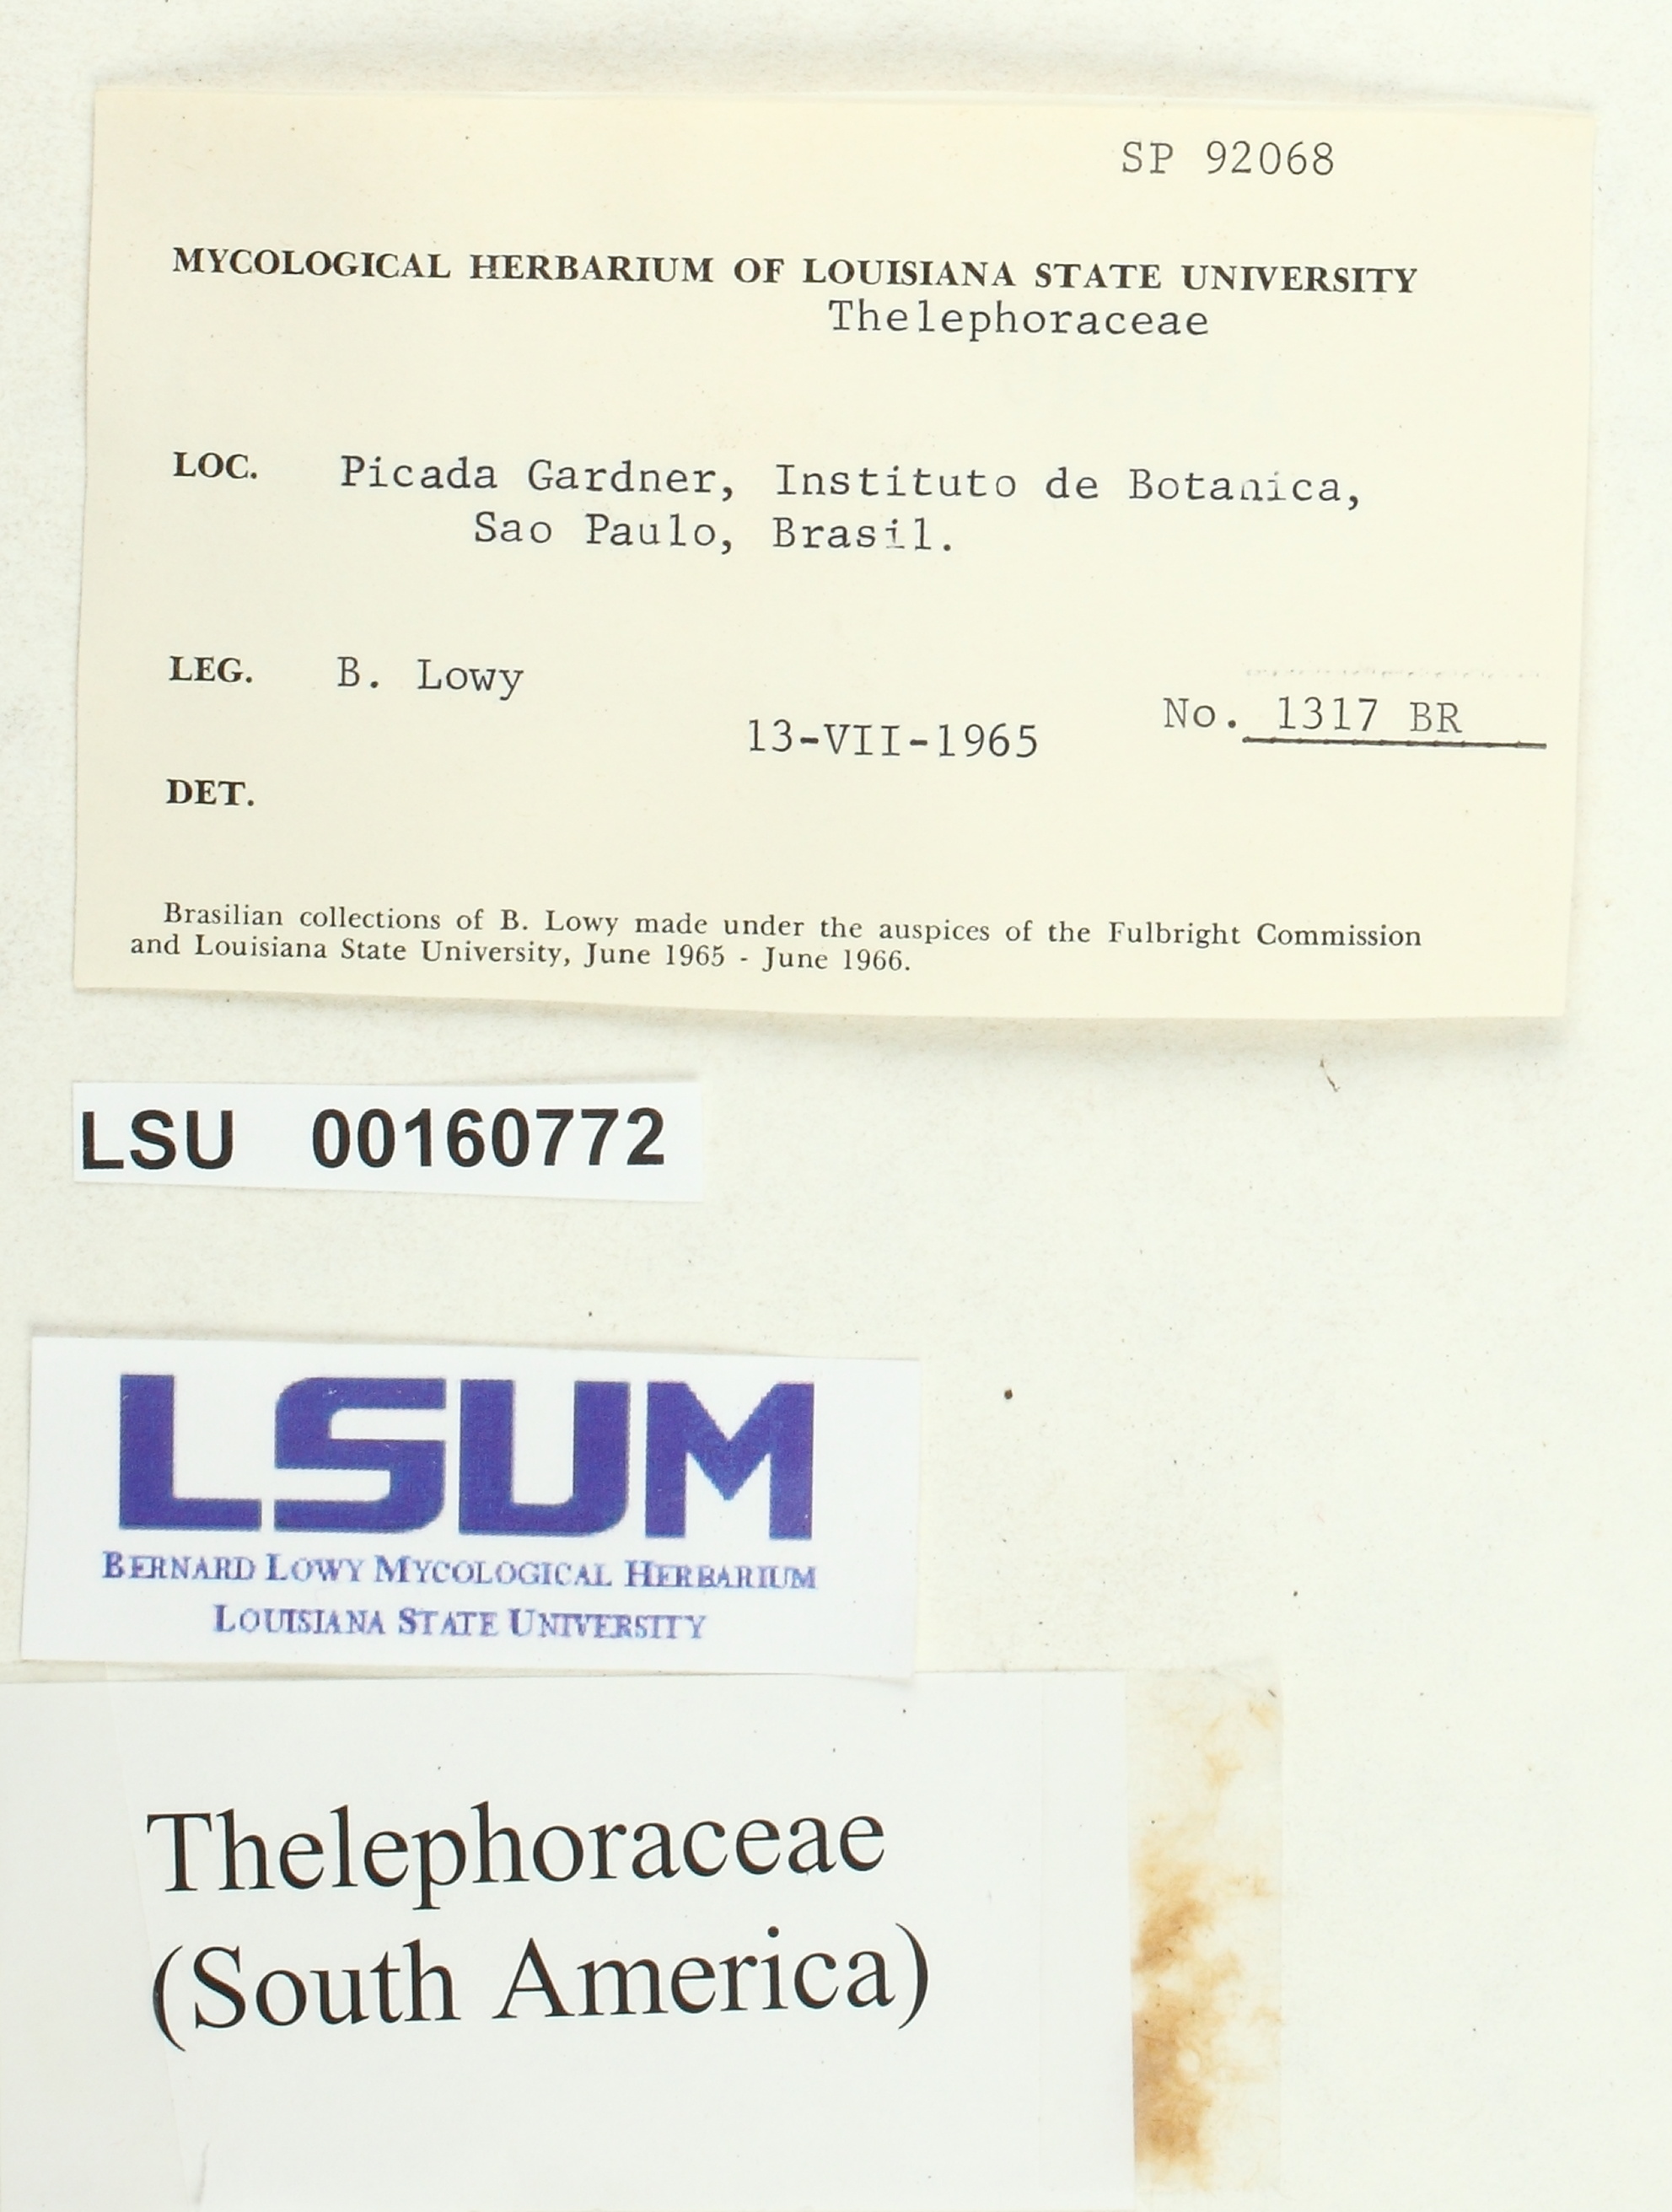 SP 92068
MYCOLOGICAL HERBARIUM OF LOUISIANA STATE UNIVERSITY
Thelephoraceae
LOC. Picada Gardner, Instituto de Botanica,
Sao Paulo, Brasil.
LEG. B. Lowy
No. 1317 BR
13-VII-1965
DET.
Brasilian collections of B. Lowy made under the auspices of the Fulbright Commission
and Louisiana State University, June 1965 - June 1966.
LSU 00160772
LSUM
BERNARD LOWY MYCOLOGICAL HERBARIUM
LOUISIANA STATE UNIVERSITY
Thelephoraceae
(South America)